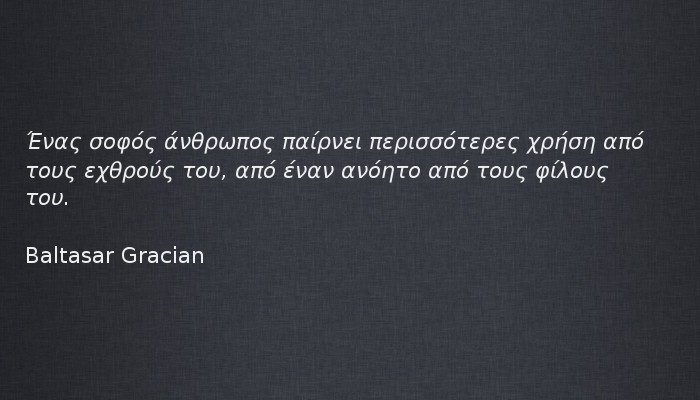 Ένας σοφός άνθρωπος παίρνει περισσότερες χρήση από
τους εχθρούς του, από έναν ανόητο από τους φίλους
του.
Baltasar Gracian